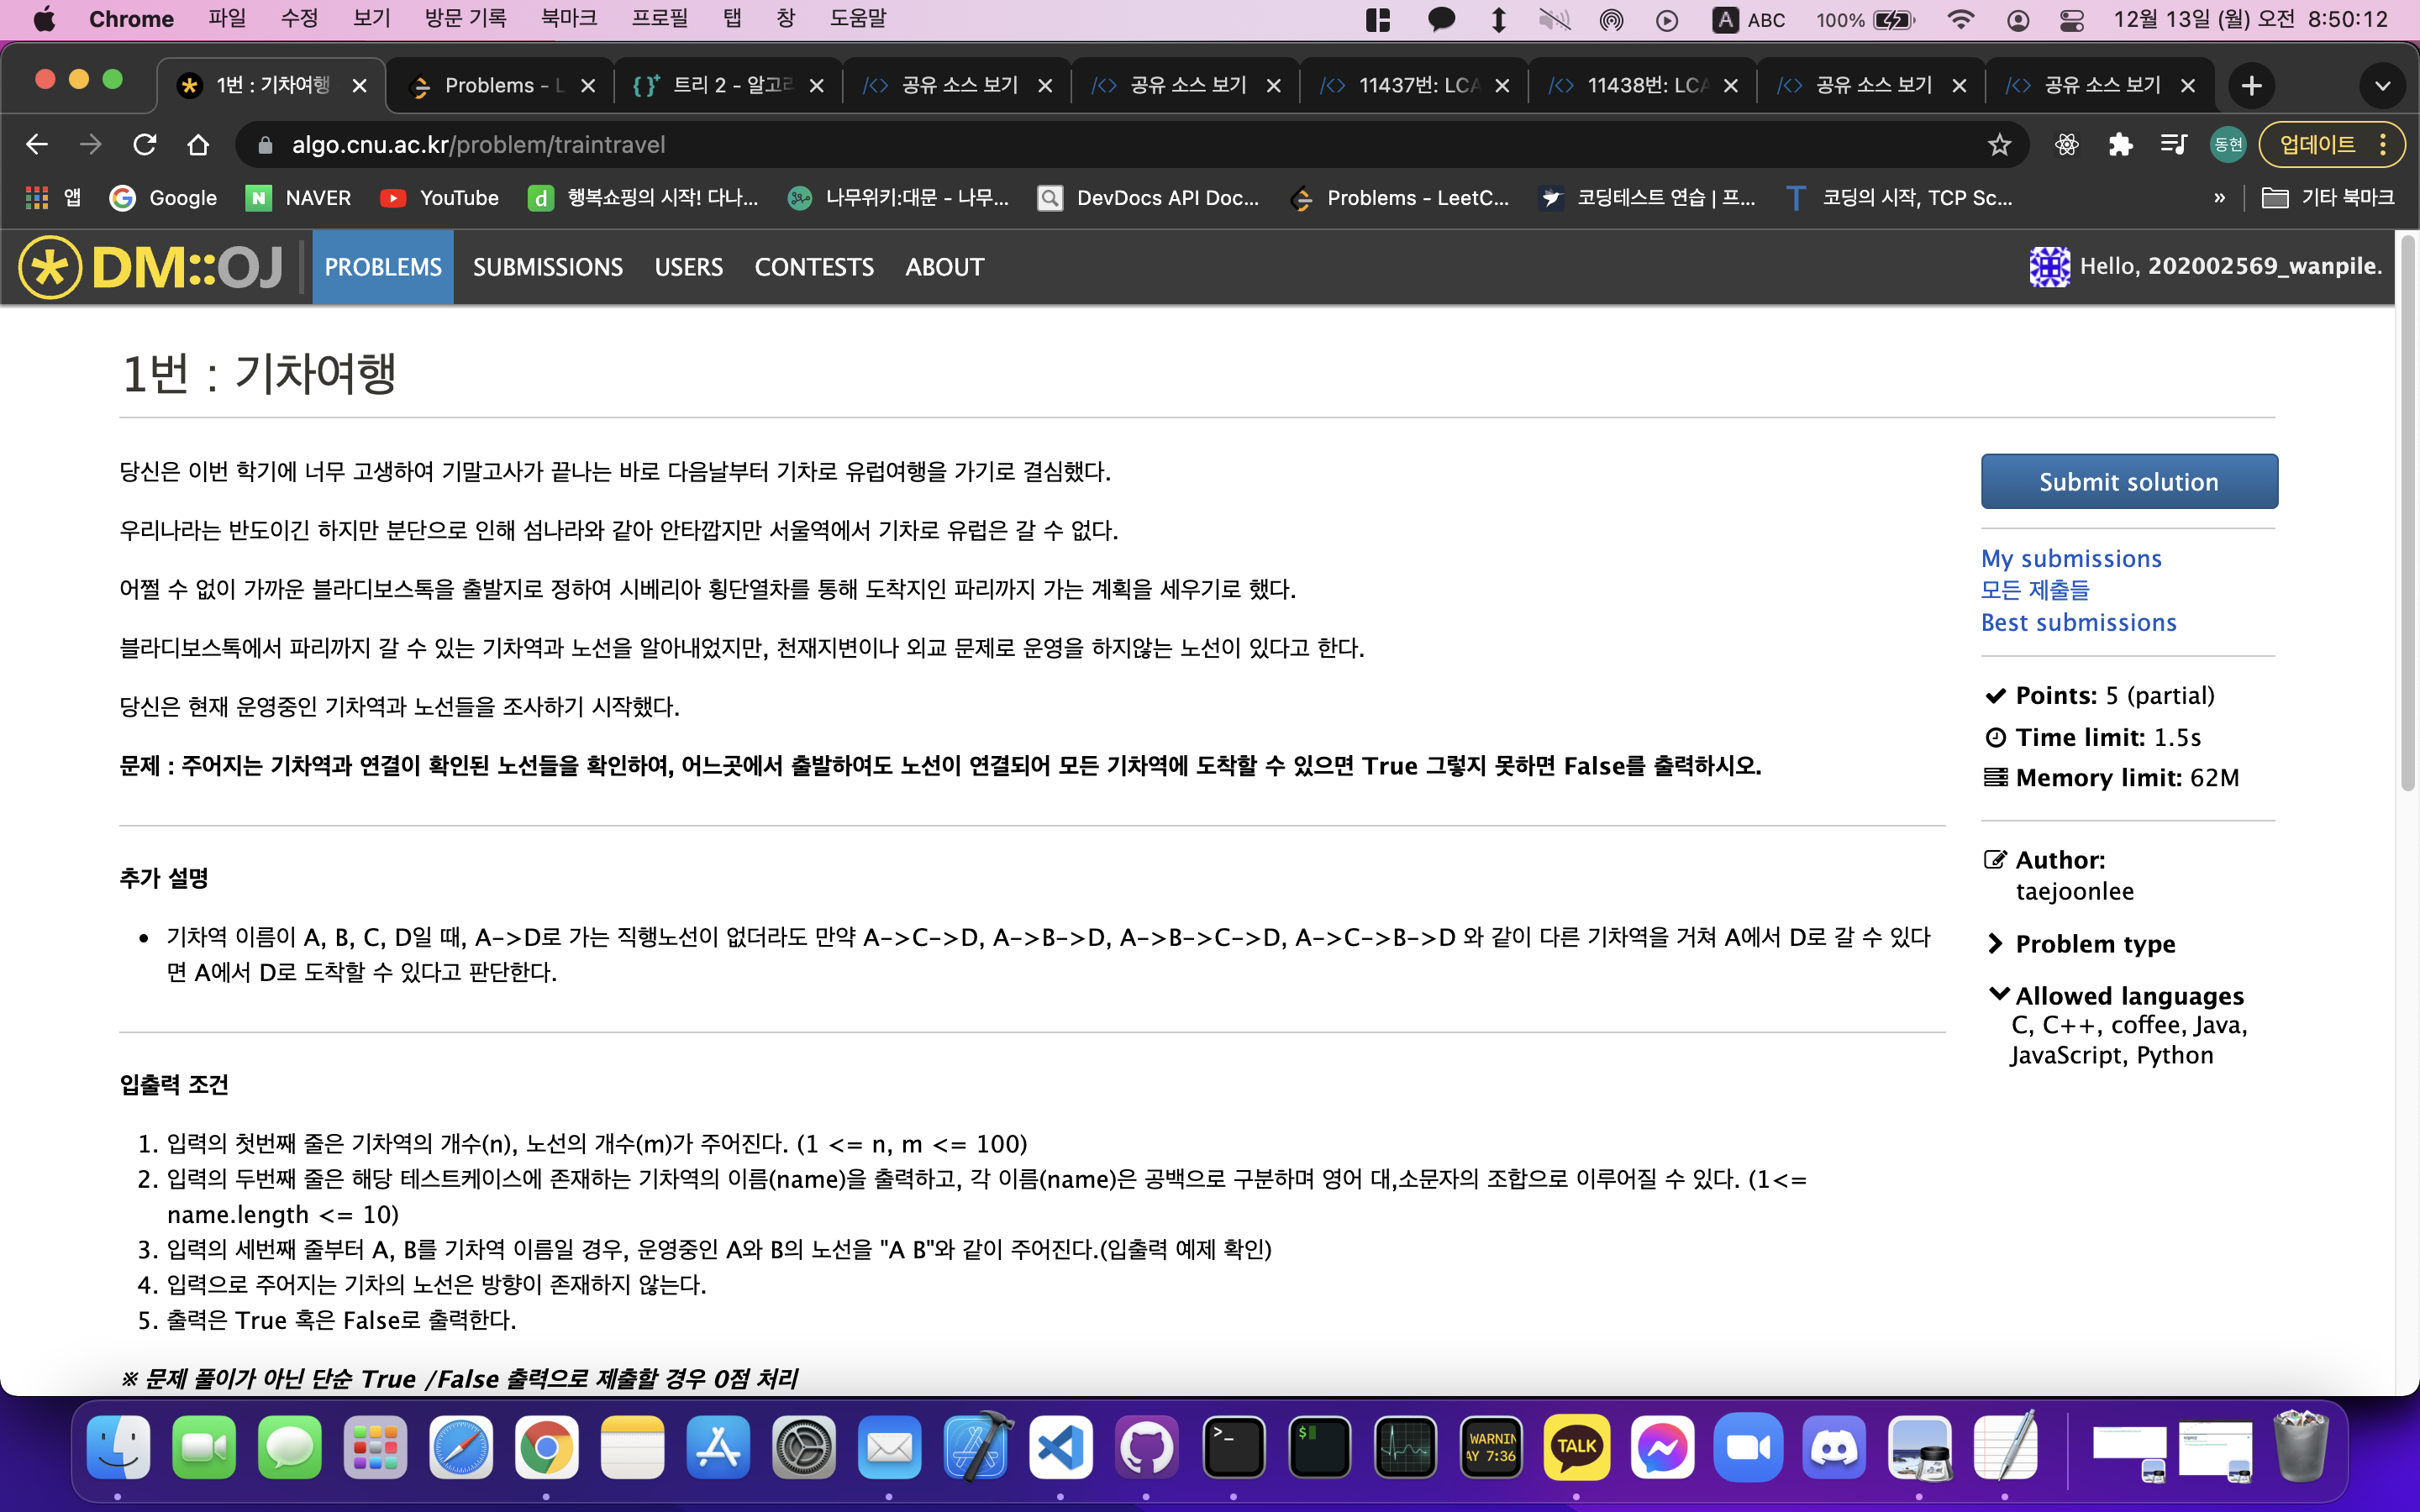 Chrome 파일 수정 보기 방문 기록 북마크 프로필 탭 창 도움말 A ABC 100% 12월 13일 (월) 오전 8:50:12
1번 : 기차여행 Problems - L 트리 2 - 알고리 공유 소스 보기 공유 소스 보기 11437번: LCA 11438번: LCA 공유 소스 보기 공유 소스 보기
algo.cnu.ac.kr/problem/traintravel 동현 업데이트
앱 Google NAVER YouTube 행복쇼핑의 시작! 다나... 나무위키:대문 - 나무... DevDocs API Doc... Problems - LeetC... 코딩테스트 연습 | 프... 코딩의 시작, TCP Sc... » 기타 북마크
DM::OJ PROBLEMS SUBMISSIONS USERS CONTESTS ABOUT Hello, 202002569_wanpile.
1번 : 기차여행
당신은 이번 학기에 너무 고생하여 기말고사가 끝나는 바로 다음날부터 기차로 유럽여행을 가기로 결심했다.
우리나라는 반도이긴 하지만 분단으로 인해 섬나라와 같아 안타깝지만 서울역에서 기차로 유럽은 갈 수 없다.
어쩔 수 없이 가까운 블라디보스톡을 출발지로 정하여 시베리아 횡단열차를 통해 도착지인 파리까지 가는 계획을 세우기로 했다.
블라디보스톡에서 파리까지 갈 수 있는 기차역과 노선을 알아내었지만, 천재지변이나 외교 문제로 운영을 하지않는 노선이 있다고 한다.
당신은 현재 운영중인 기차역과 노선들을 조사하기 시작했다.
문제 : 주어지는 기차역과 연결이 확인된 노선들을 확인하여, 어느곳에서 출발하여도 노선이 연결되어 모든 기차역에 도착할 수 있으면 True 그렇지 못하면 False를 출력하시오.
추가 설명
• 기차역 이름이 A, B, C, D일 때, A->D로 가는 직행노선이 없더라도 만약 A->C->D, A->B->D, A->B->C->D, A->C->B->D 와 같이 다른 기차역을 거쳐 A에서 D로 갈 수 있다
면 A에서 D로 도착할 수 있다고 판단한다.
입출력 조건
1. 입력의 첫번째 줄은 기차역의 개수(n), 노선의 개수(m)가 주어진다. (1 <= n, m <= 100)
2. 입력의 두번째 줄은 해당 테스트케이스에 존재하는 기차역의 이름(name)을 출력하고, 각 이름(name)은 공백으로 구분하며 영어 대,소문자의 조합으로 이루어질 수 있다. (1<=
name.length <= 10)
3. 입력의 세번째 줄부터 A, B를 기차역 이름일 경우, 운영중인 A와 B의 노선을 "A B"와 같이 주어진다.(입출력 예제 확인)
4. 입력으로 주어지는 기차의 노선은 방향이 존재하지 않는다.
5. 출력은 True 혹은 False로 출력한다.
※ 문제 풀이가 아닌 단순 True /False 출력으로 제출할 경우 0점 처리
Submit solution
My submissions
모든 제출들
Best submissions
Points: 5 (partial)
Time limit: 1.5s
Memory limit: 62M
Author:
taejoonlee
Problem type
Allowed languages
C, C++, coffee, Java,
JavaScript, Python
WARNIN
AY 7:36
TALK